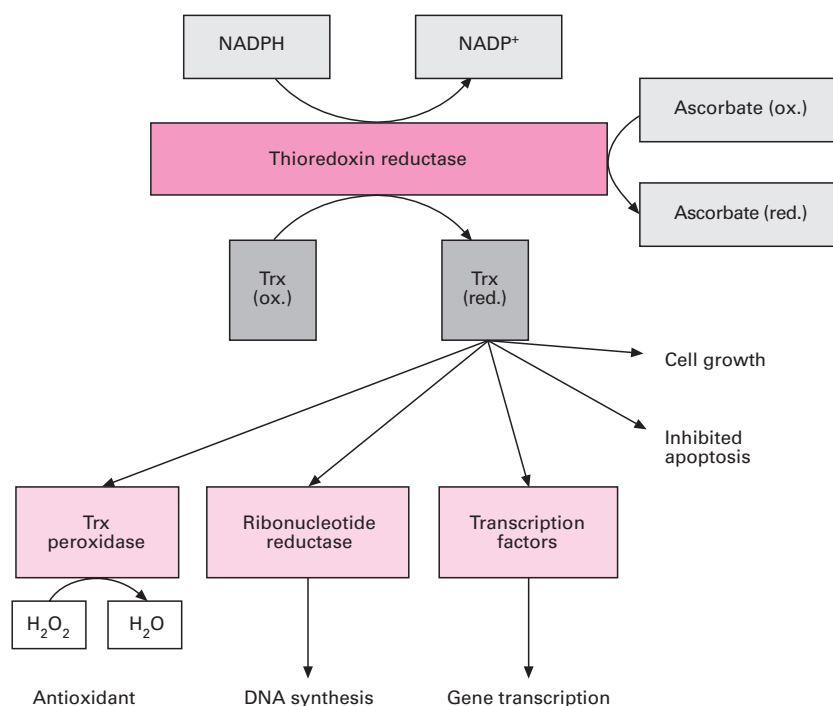 NADPH
NADP⁺
Ascorbate (ox.)
Thioredoxin reductase
Ascorbate (red.)
Trx
(ox.)
Trx
(red.)
Cell growth
Inhibited
apoptosis
Trx
peroxidase
Ribonucleotide
reductase
Transcription
factors
H₂O₂
H₂O
Antioxidant
DNA synthesis
Gene transcription